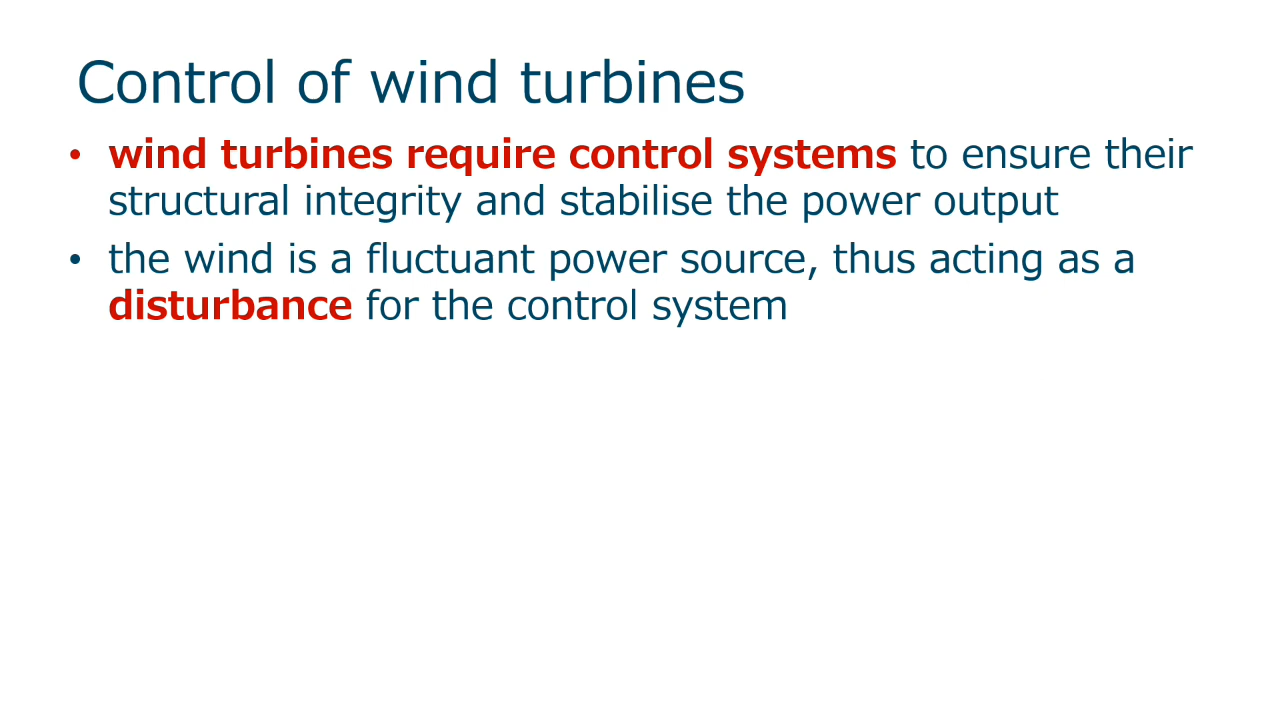 Control of wind turbines
• wind turbines require control systems to ensure their
structural integrity and stabilise the power output
• the wind is a fluctuant power source, thus acting as a
disturbance for the control system